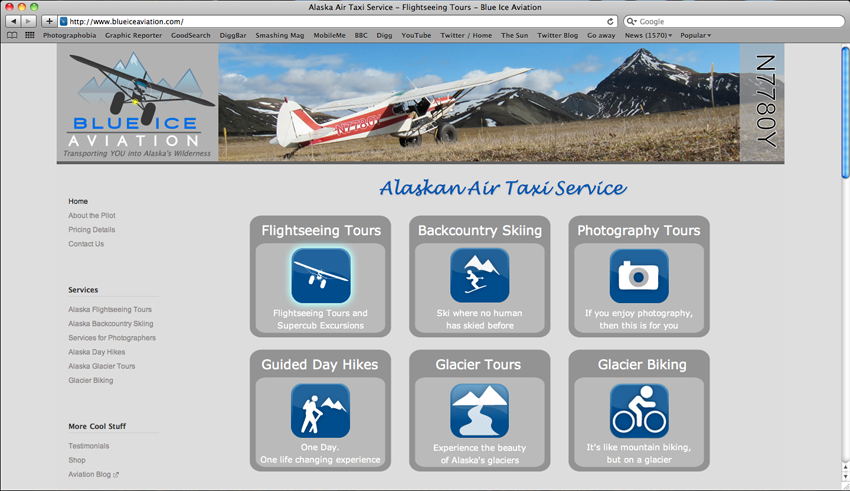 Alaska Air Taxi Service – Flightseeing Tours – Blue Ice Aviation
http://www.blueiceaviation.com/
Google
Photographobia Graphic Reporter GoodSearch DiggBar Smashing Mag MobileMe BBC Digg YouTube Twitter / Home The Sun Twitter Blog Go away News (1570) Popular
BLUE ICE
AVIATION
Transporting YOU into Alaska's Wilderness
N7780Y
N7780Y
Alaskan Air Taxi Service
Home
About the Pilot
Pricing Details
Contact Us
Services
Alaska Flightseeing Tours
Alaska Backcountry Skiing
Services for Photographers
Alaska Day Hikes
Alaska Glacier Tours
Glacier Biking
More Cool Stuff
Testimonials
Shop
Aviation Blog
Flightseeing Tours
Flightseeing Tours and
Supercub Excursions
Backcountry Skiing
Ski where no human
has skied before
Photography Tours
If you enjoy photography,
then this is for you
Guided Day Hikes
One Day.
One life changing experience
Glacier Tours
Experience the beauty
of Alaska's glaciers
Glacier Biking
It's like mountain biking,
but on a glacier